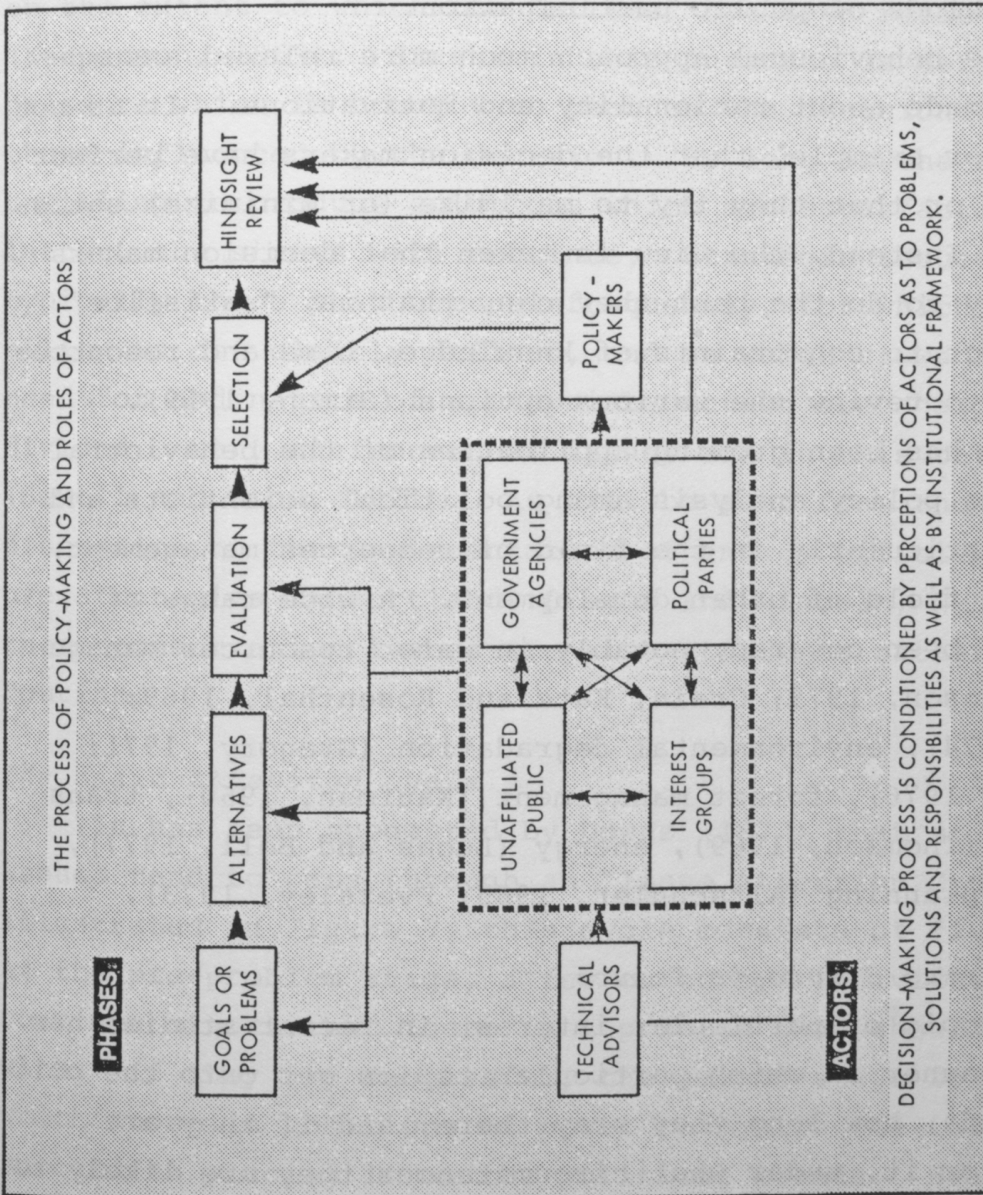 THE PROCESS OF POLICY-MAKING AND ROLES OF ACTORS
PHASES:
GOALS OR
PROBLEMS
ALTERNATIVES
EVALUATION
SELECTION
HINDSIGHT
REVIEW
TECHNICAL
ADVISORS
UNAFFILIATED
PUBLIC
GOVERNMENT
AGENCIES
INTEREST
GROUPS
POLITICAL
PARTIES
POLICY-
MAKERS
ACTORS:
DECISION-MAKING PROCESS IS CONDITIONED BY PERCEPTIONS OF ACTORS AS TO PROBLEMS,
SOLUTIONS AND RESPONSIBILITIES AS WELL AS BY INSTITUTIONAL FRAMEWORK.